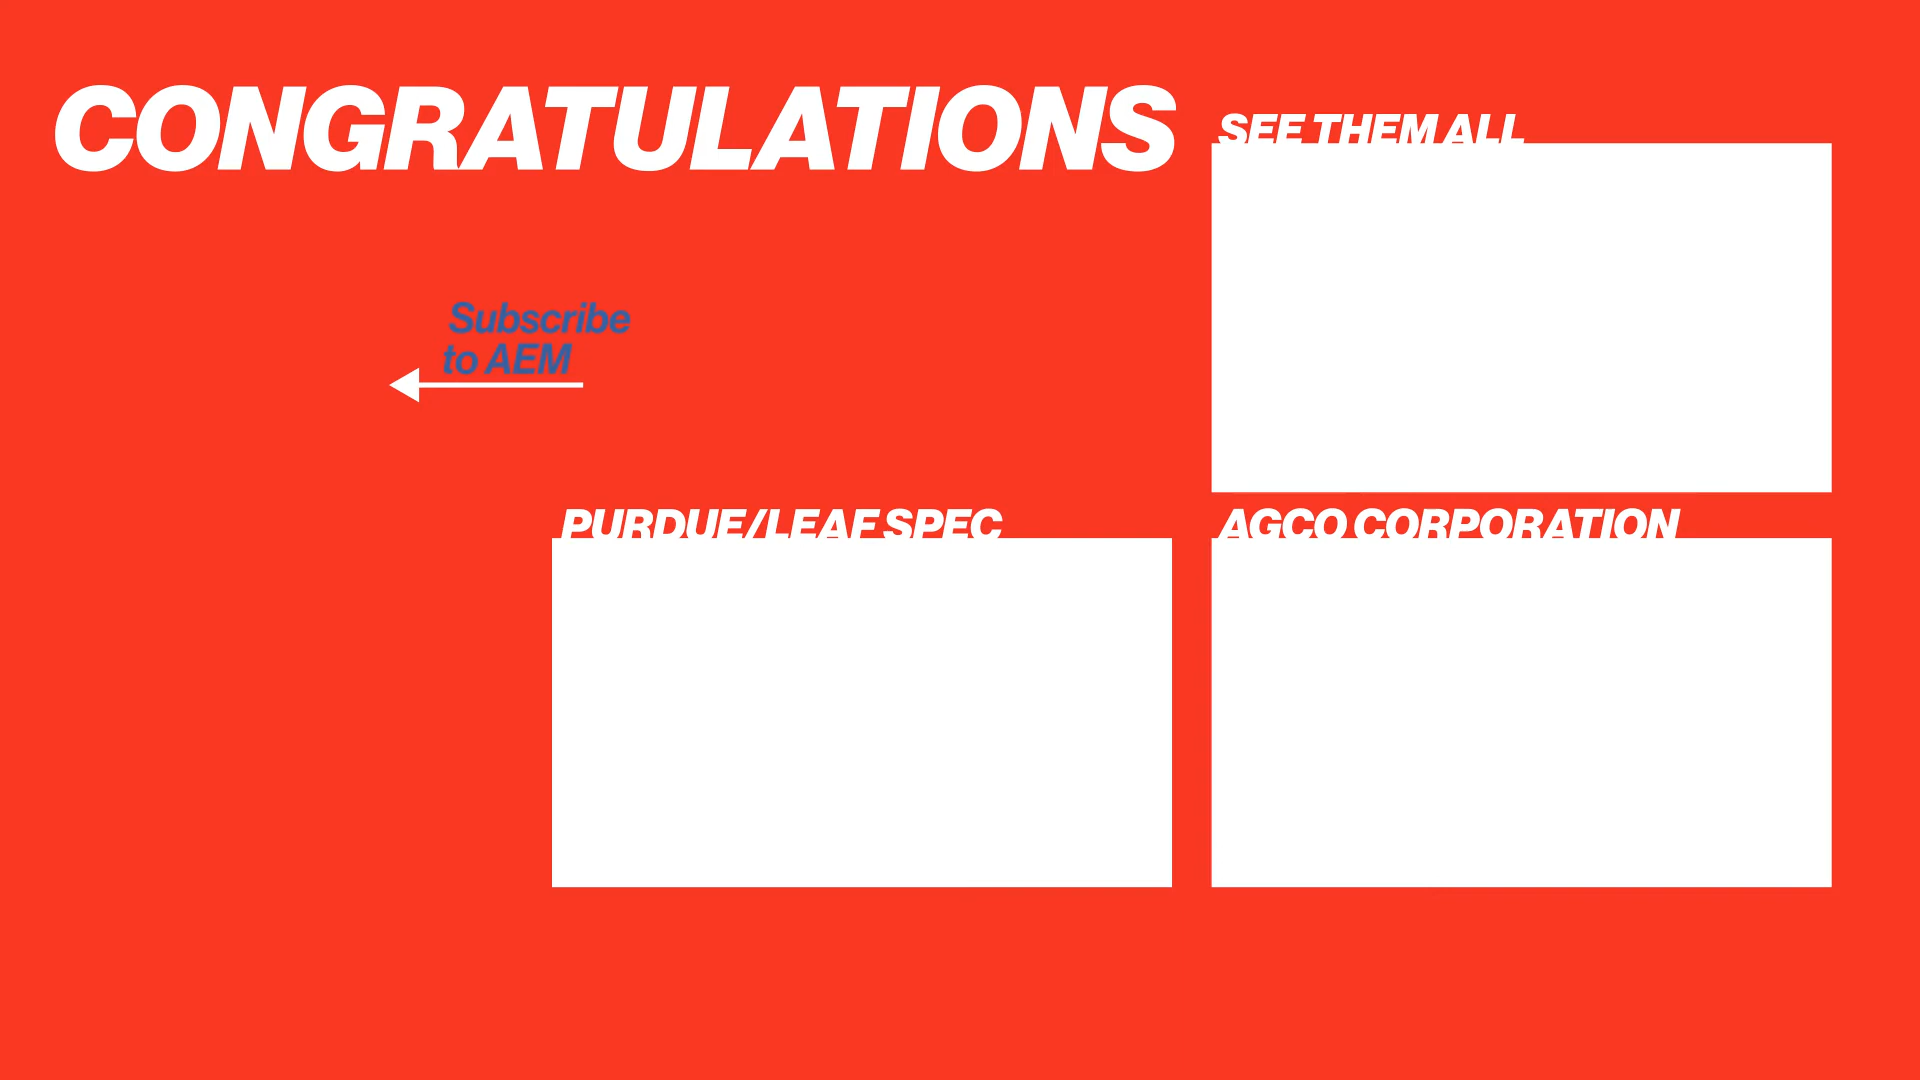 CONGRATULATIONS
SEE THEM ALL
Subscribe
to AEM
PURDUE/LEAF SPEC
AGCO CORPORATION